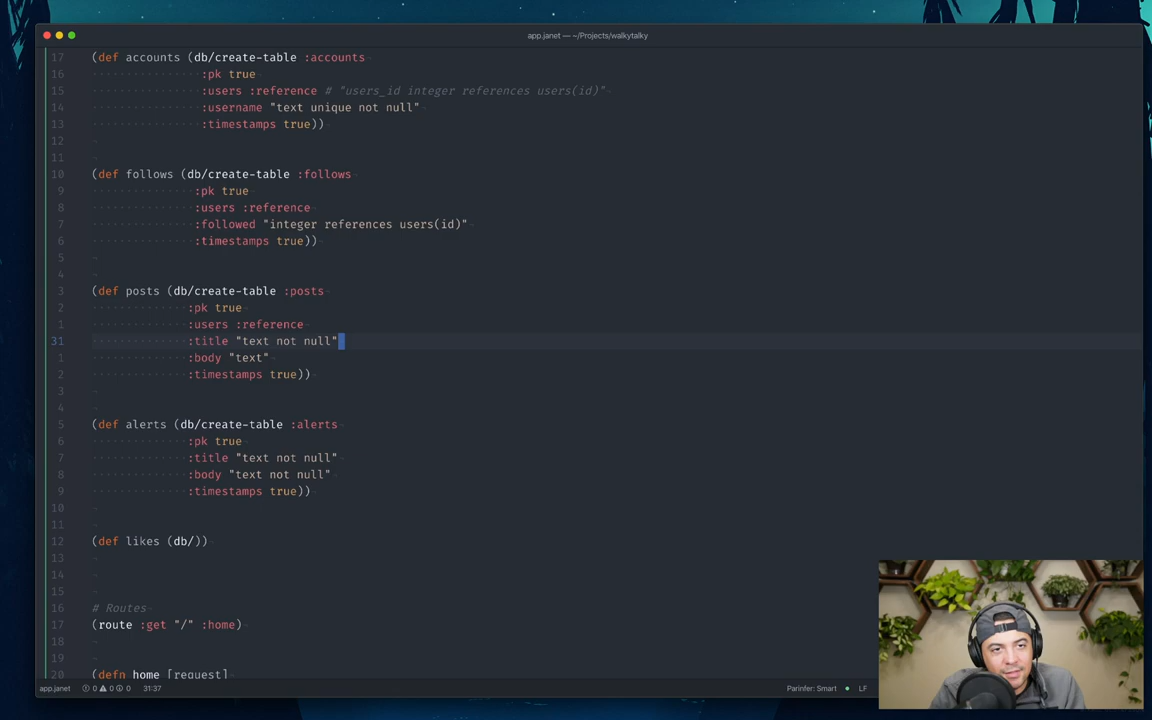 app.janet — ~/Projects/walkytalky
17 (def accounts (db/create-table :accounts
16 :pk true
15 :users :reference # "users_id integer references users(id)"
14 :username "text unique not null"
13 :timestamps true))
12
11
10 (def follows (db/create-table :follows
9 :pk true
8 :users :reference
7 :followed "integer references users(id)"
6 :timestamps true))
5
4
3 (def posts (db/create-table :posts
2 :pk true
1 :users :reference
31 :title "text not null"
1 :body "text"
2 :timestamps true))
3
4
5 (def alerts (db/create-table :alerts
6 :pk true
7 :title "text not null"
8 :body "text not null"
9 :timestamps true))
10
11
12 (def likes (db/))
13
14
15
16 # Routes
17 (route :get "/" :home)
18
19
20 (defn home [request]
app.janet 0 0 0 31:37 Parinfer: Smart LF